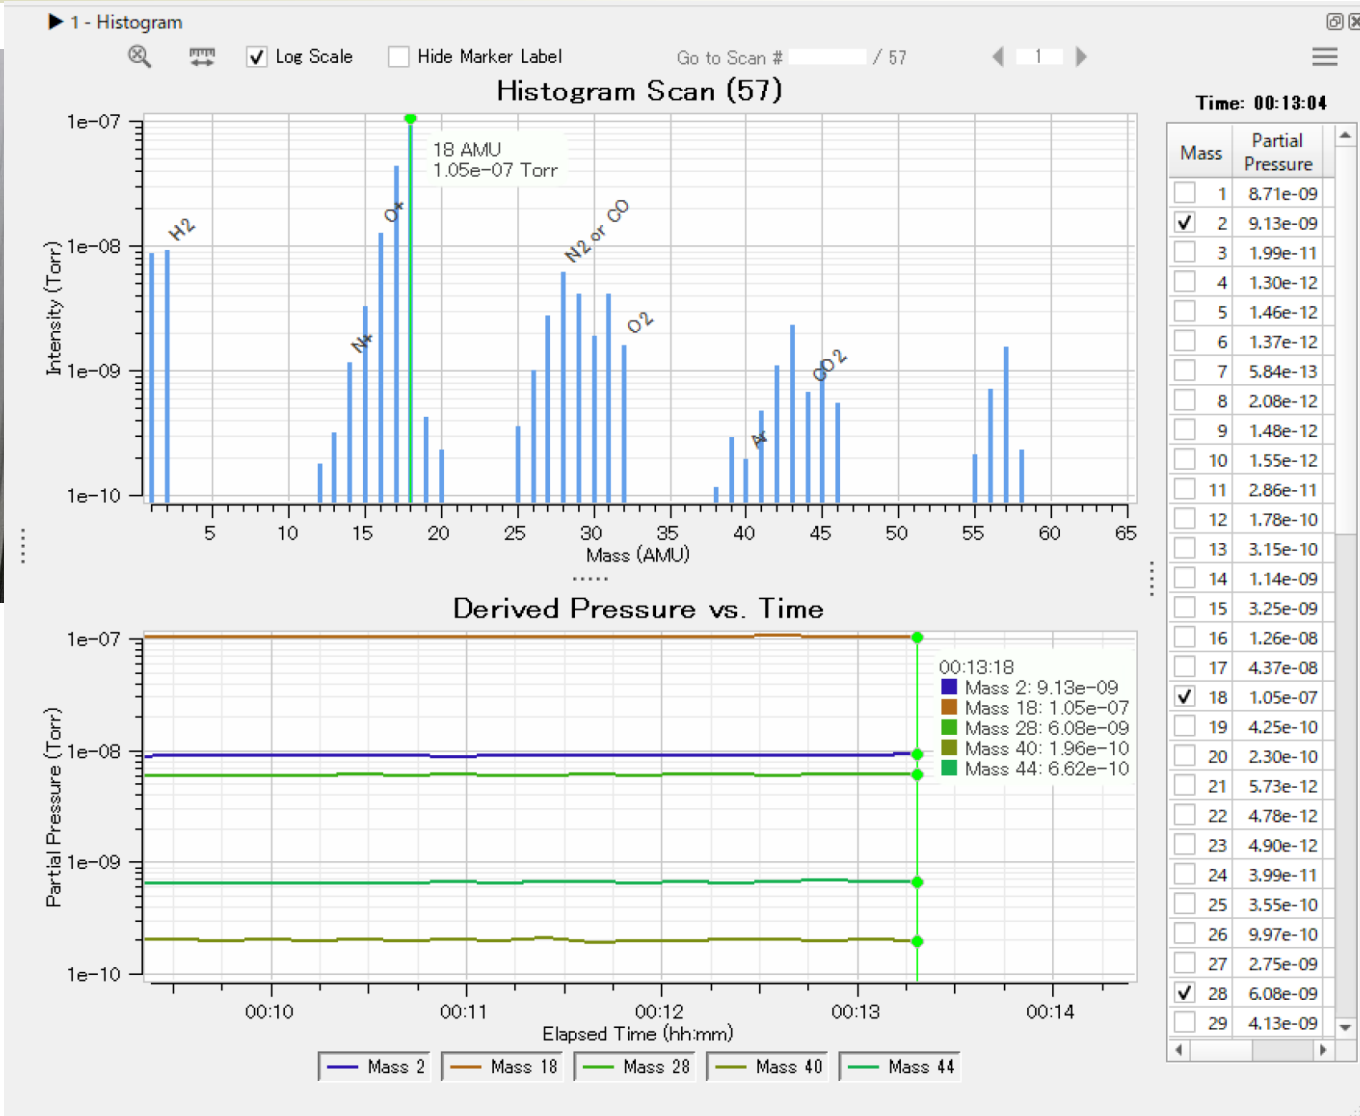 1 - Histogram
Log Scale
Hide Marker Label
Go to Scan #
/ 57
1
Histogram Scan (57)
Time: 00:13:04
1e-07
1e-08
1e-09
1e-10
Intensity (Torr)
18 AMU
1.05e-07 Torr
H2
N+
O+
N2 or CO
O2
Ar
CO2
5 10 15 20 25 30 35 40 45 50 55 60 65
Mass (AMU)
Derived Pressure vs. Time
1e-07
1e-08
1e-09
1e-10
Partial Pressure (Torr)
00:13:18
Mass 2: 9.13e-09
Mass 18: 1.05e-07
Mass 28: 6.08e-09
Mass 40: 1.96e-10
Mass 44: 6.62e-10
00:10 00:11 00:12 00:13 00:14
Elapsed Time (hh:mm)
Mass 2 Mass 18 Mass 28 Mass 40 Mass 44
Mass Partial Pressure
1 8.71e-09
2 9.13e-09
3 1.99e-11
4 1.30e-12
5 1.46e-12
6 1.37e-12
7 5.84e-13
8 2.08e-12
9 1.48e-12
10 1.55e-12
11 2.86e-11
12 1.78e-10
13 3.15e-10
14 1.14e-09
15 3.25e-09
16 1.26e-08
17 4.37e-08
18 1.05e-07
19 4.25e-10
20 2.30e-10
21 5.73e-12
22 4.78e-12
23 4.90e-12
24 3.99e-11
25 3.55e-10
26 9.97e-10
27 2.75e-09
28 6.08e-09
29 4.13e-09